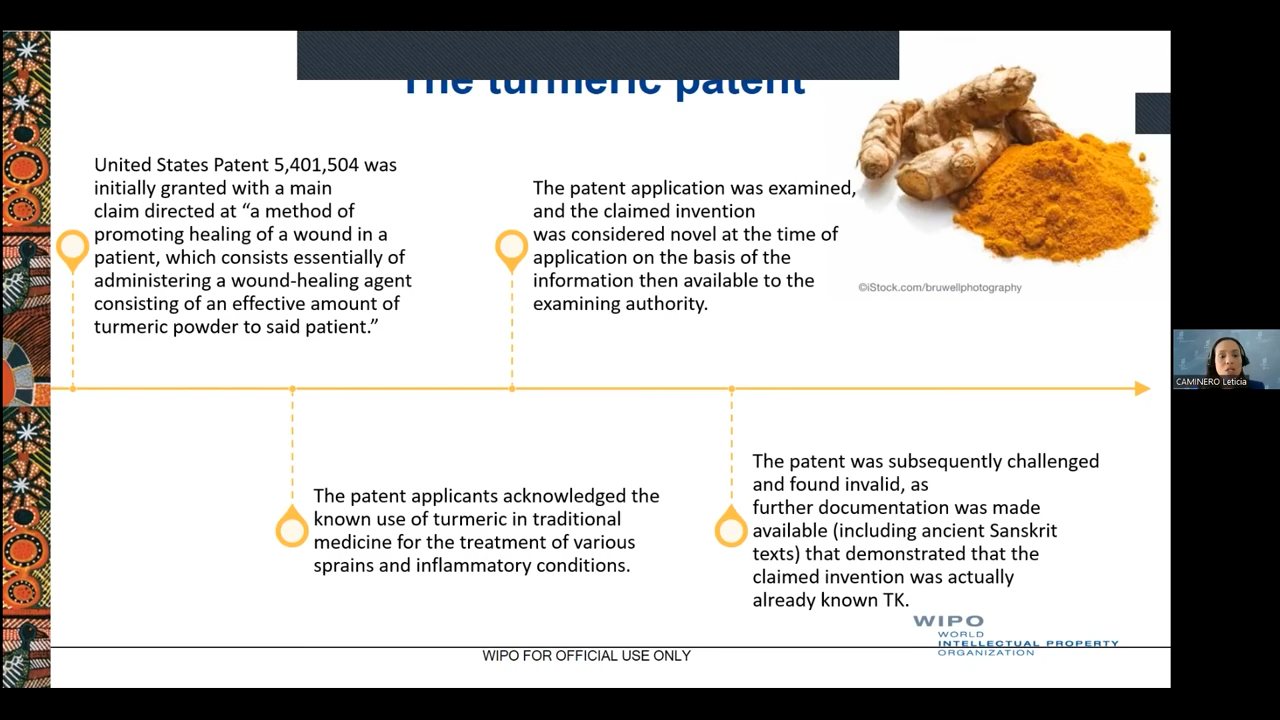 The turmeric patent
United States Patent 5,401,504 was
initially granted with a main
claim directed at “a method of
promoting healing of a wound in a
patient, which consists essentially of
administering a wound-healing agent
consisting of an effective amount of
turmeric powder to said patient.”
The patent applicants acknowledged the
known use of turmeric in traditional
medicine for the treatment of various
sprains and inflammatory conditions.
The patent application was examined,
and the claimed invention
was considered novel at the time of
application on the basis of the
information then available to the
examining authority.
The patent was subsequently challenged
and found invalid, as
further documentation was made
available (including ancient Sanskrit
texts) that demonstrated that the
claimed invention was actually
already known TK.
©iStock.com/bruwellphotography
CAMINERO Leticia
WIPO
WORLD
INTELLECTUAL PROPERTY
ORGANIZATION
WIPO FOR OFFICIAL USE ONLY